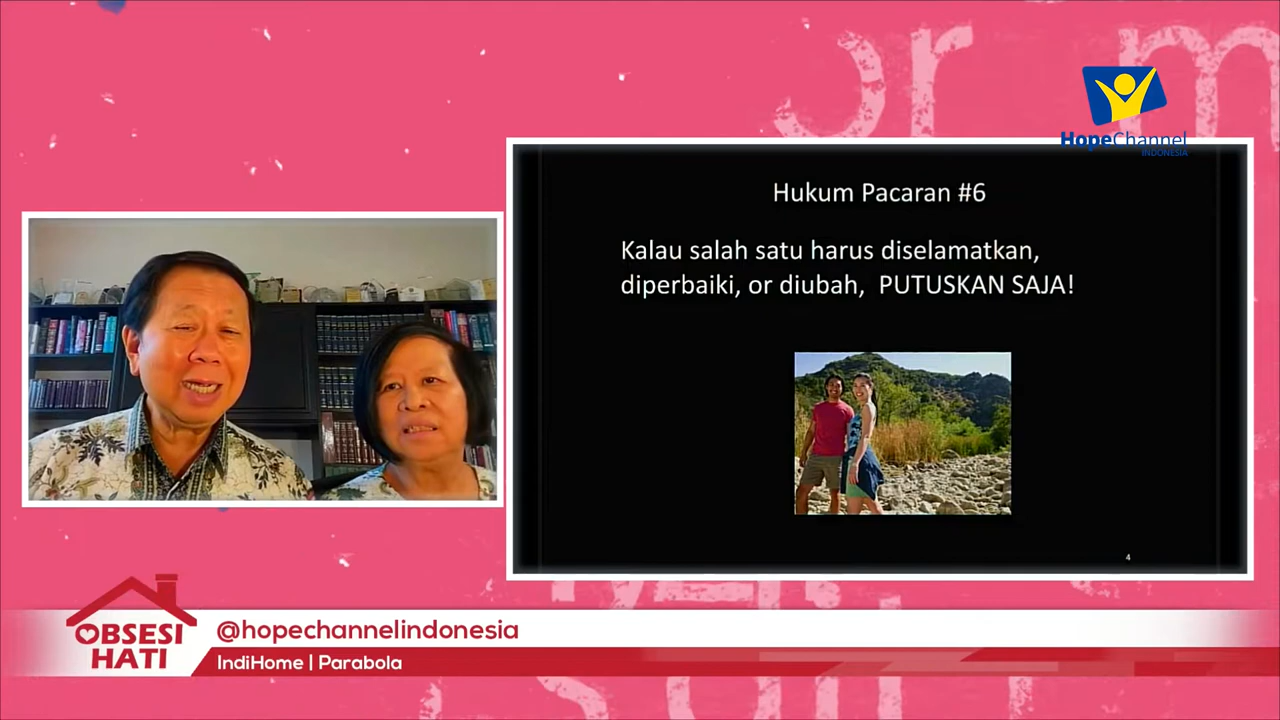 or m
HopeChannel
INDONESIA
Hukum Pacaran #6
Kalau salah satu harus diselamatkan,
diperbaiki, or diubah, PUTUSKAN SAJA!
4
OBSESI
HATI
@hopechannelindonesia
IndiHome | Parabola